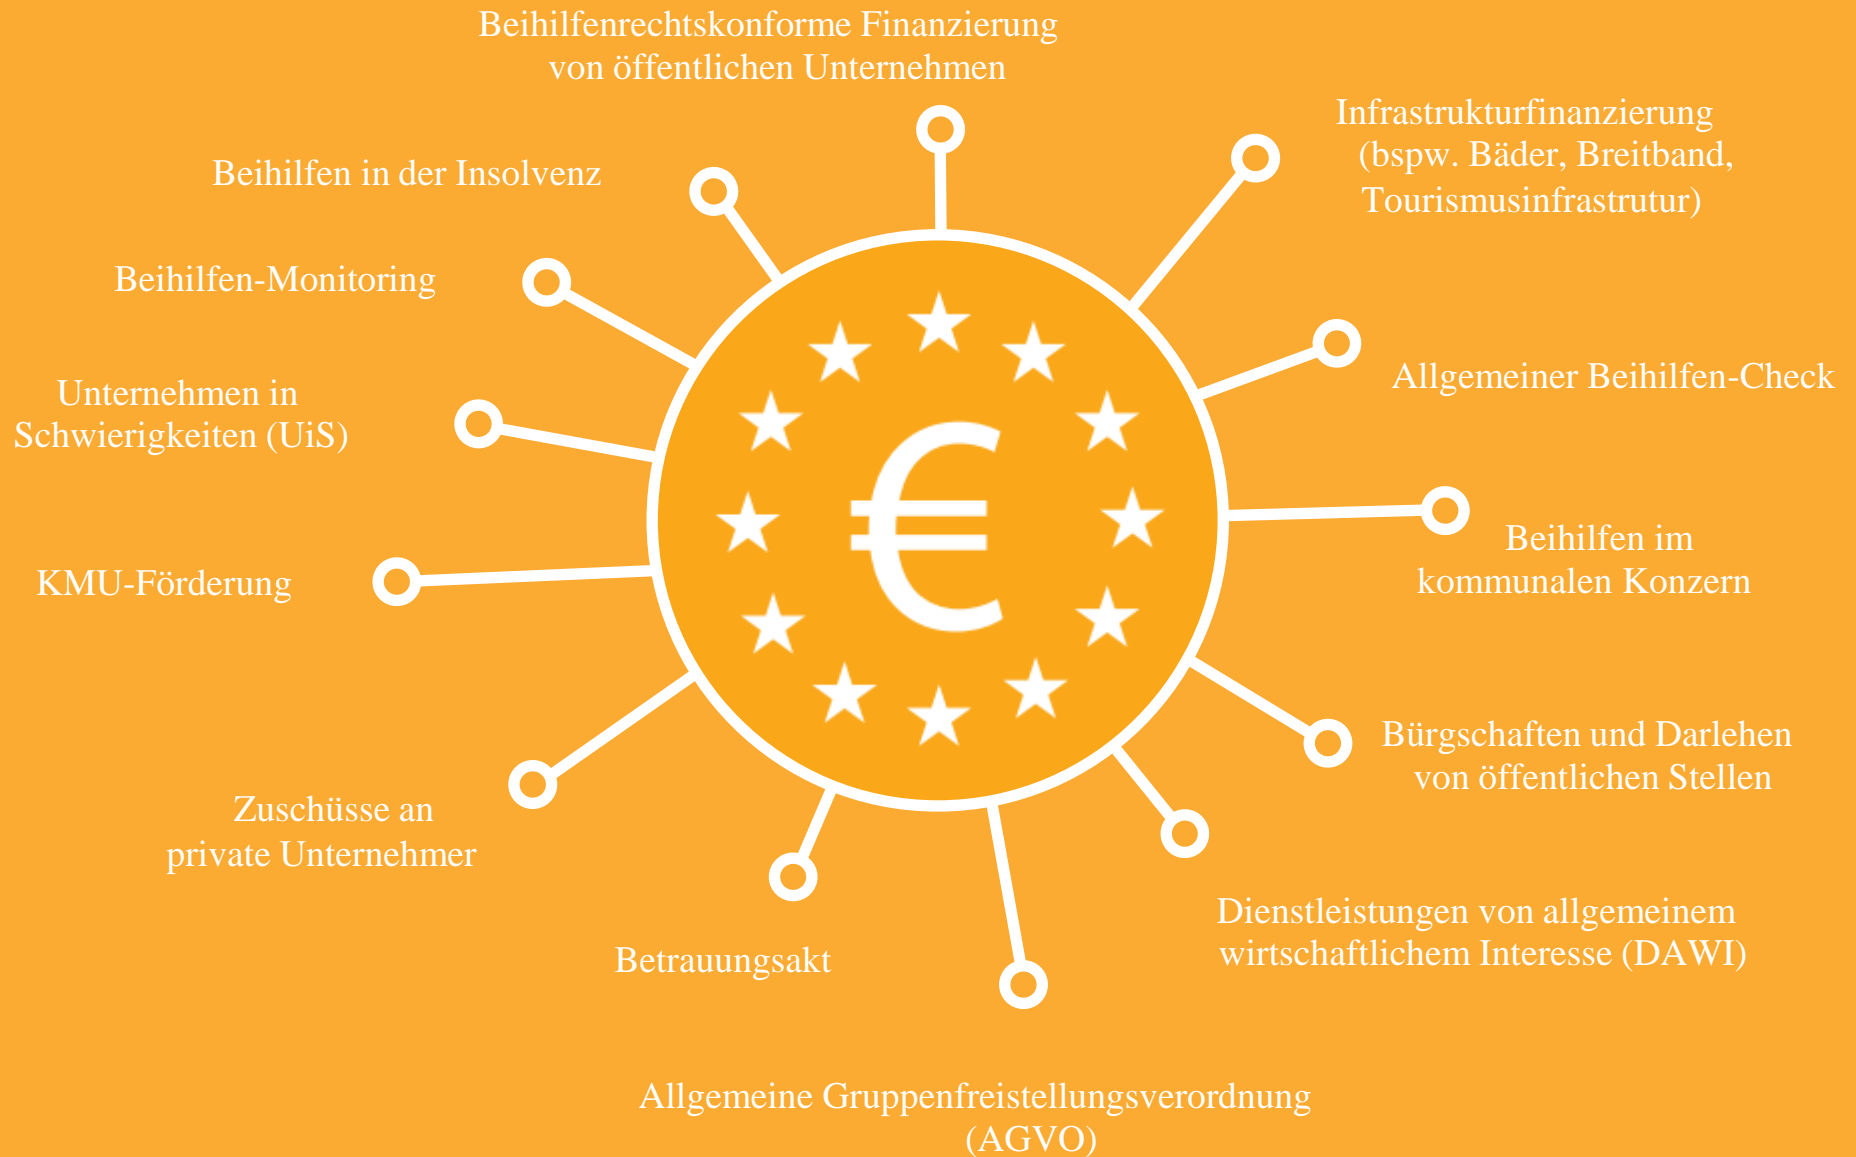 Beihilfenrechtskonforme Finanzierung
von öffentlichen Unternehmen
Infrastrukturfinanzierung
(bspw. Bäder, Breitband,
Tourismusinfrastrutur)
Beihilfen in der Insolvenz
Beihilfen-Monitoring
Allgemeiner Beihilfen-Check
Unternehmen in
Schwierigkeiten (UiS)
€
Beihilfen im
kommunalen Konzern
KMU-Förderung
Bürgschaften und Darlehen
von öffentlichen Stellen
Zuschüsse an
private Unternehmer
Dienstleistungen von allgemeinem
wirtschaftlichem Interesse (DAWI)
Betrauungsakt
Allgemeine Gruppenfreistellungsverordnung
(AGVO)